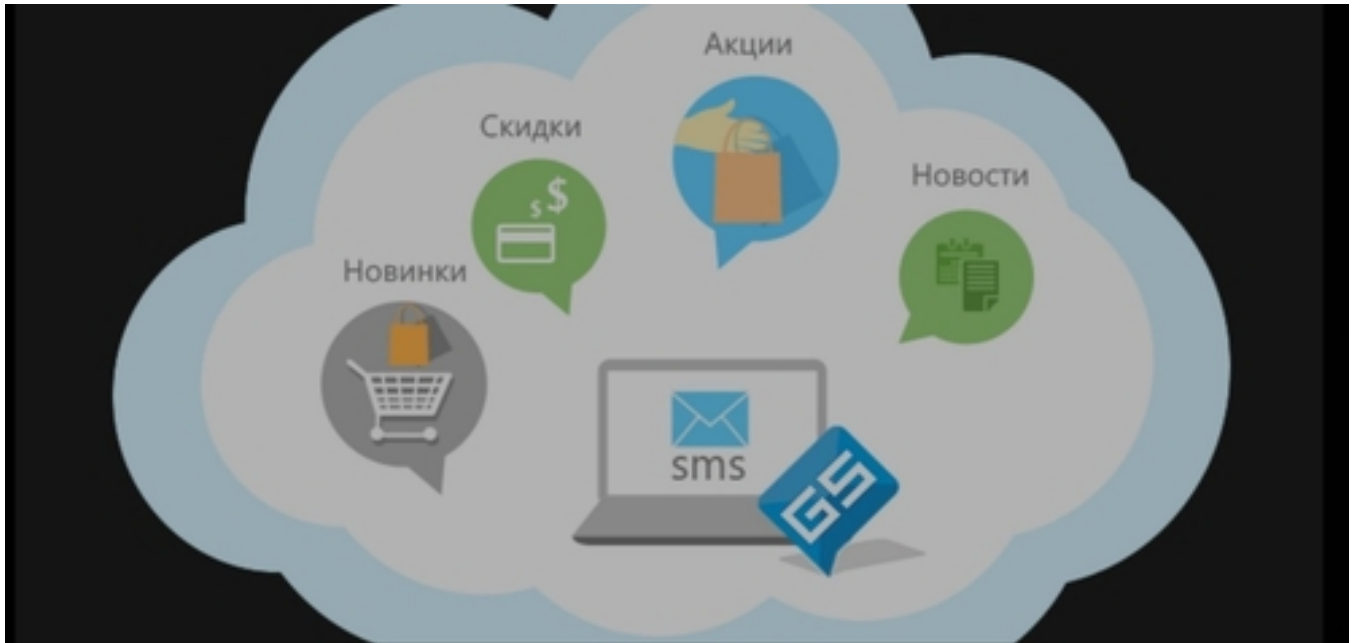 Акции
Скидки
Новости
Новинки
$ $
sms
GS